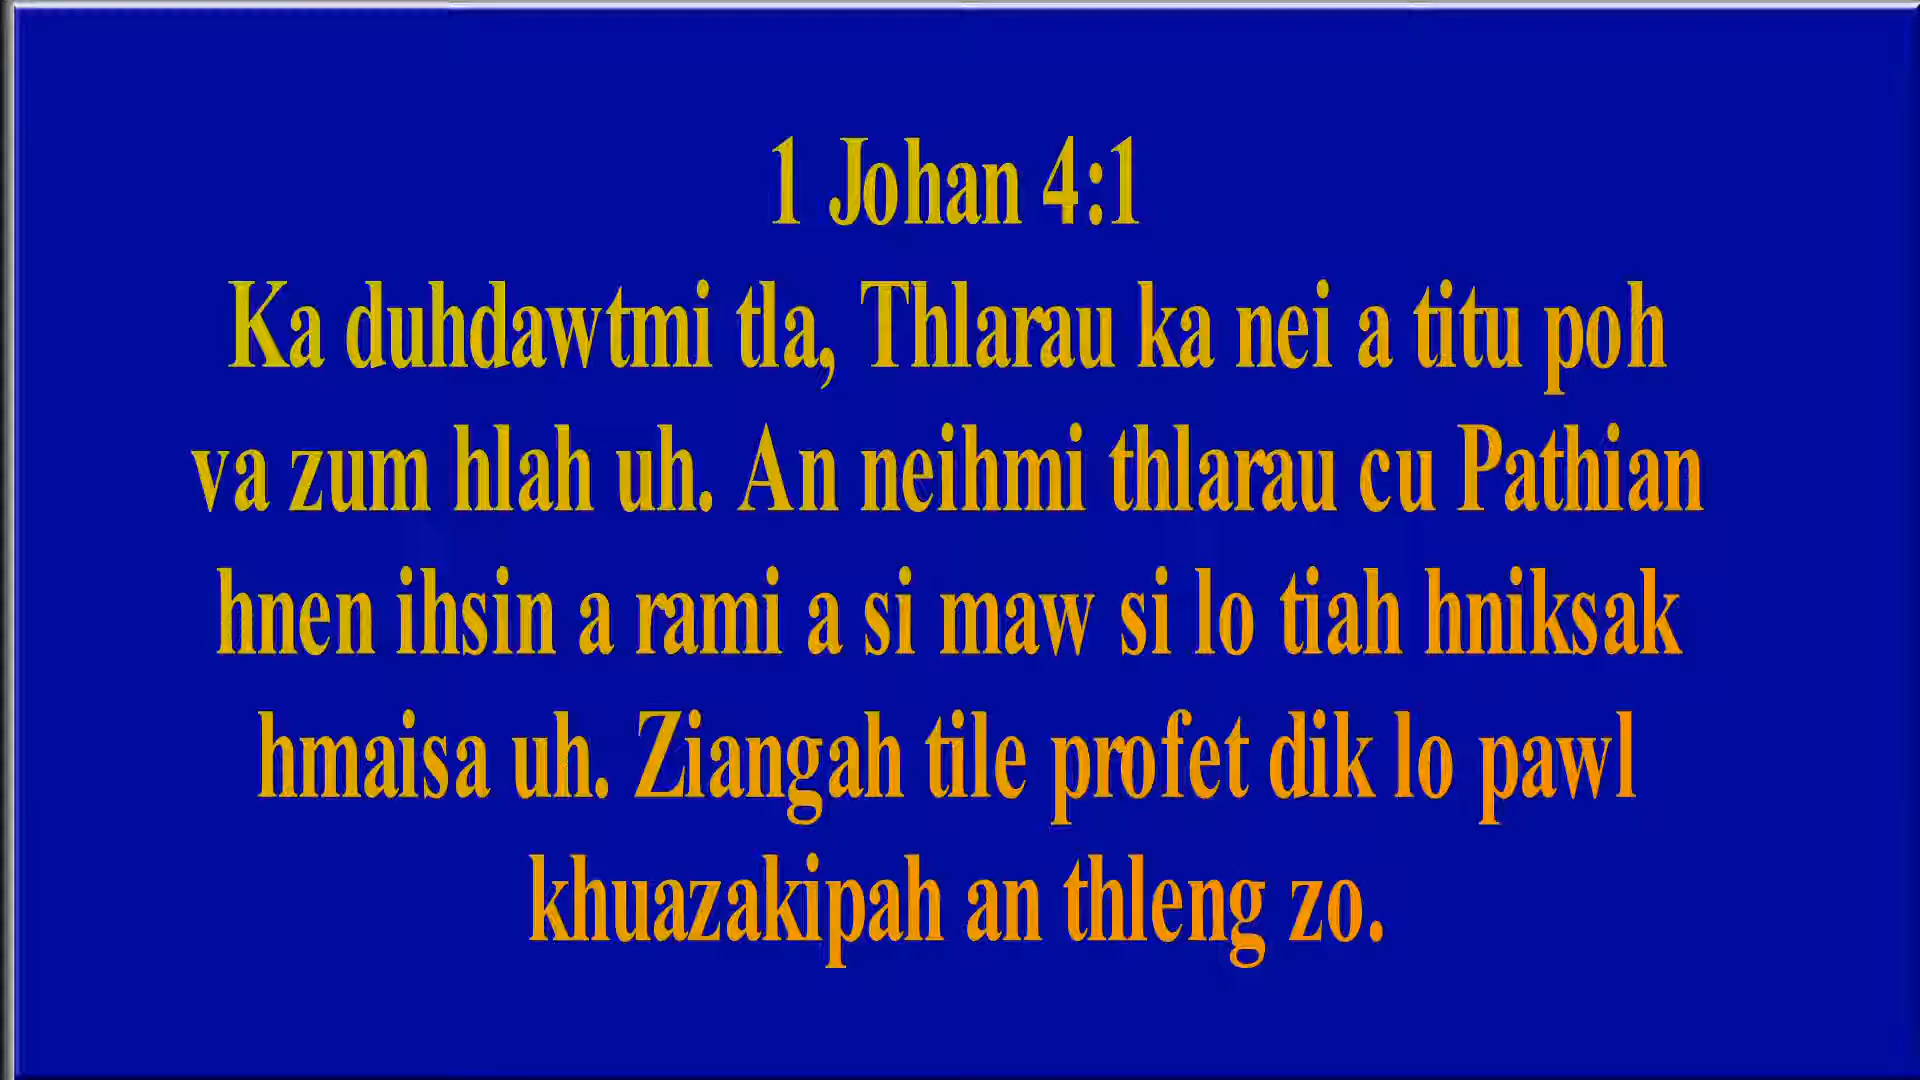 1 Johan 4:1
Ka duhdawtmi tla, Thlarau ka nei a titu poh
va zum hlah uh. An neihmi thlarau cu Pathian
hnen ihsin a rami a si maw si lo tiah hniksak
hmaisa uh. Ziangah tile profet dik lo pawl
khuazakipah an thleng zo.